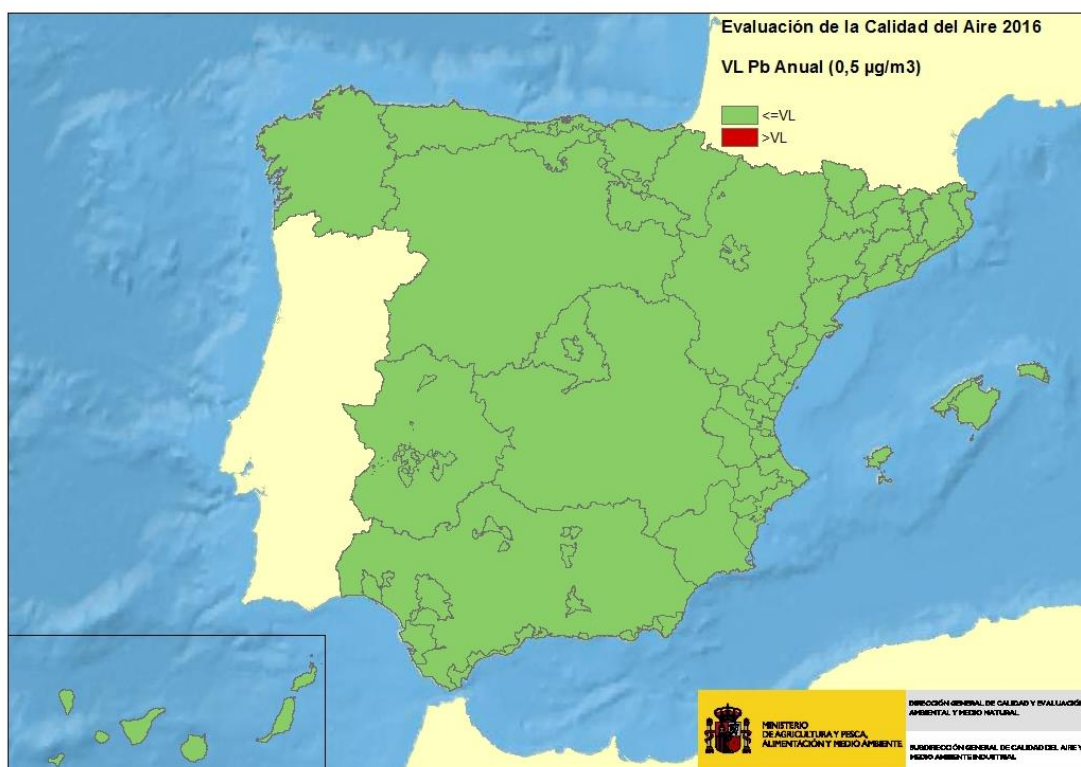 Evaluación de la Calidad del Aire 2016
VL Pb Anual (0,5 µg/m3)
<=VL
>VL
MINISTERIO
DE AGRICULTURA Y PESCA,
ALIMENTACIÓN Y MEDIO AMBIENTE
DIRECCIÓN GENERAL DE CALIDAD Y EVALUACIÓN
AMBIENTAL Y MEDIO NATURAL
SUBDIRECCIÓN GENERAL DE CALIDAD DEL AIRE Y
MEDIO AMBIENTE INDUSTRIAL